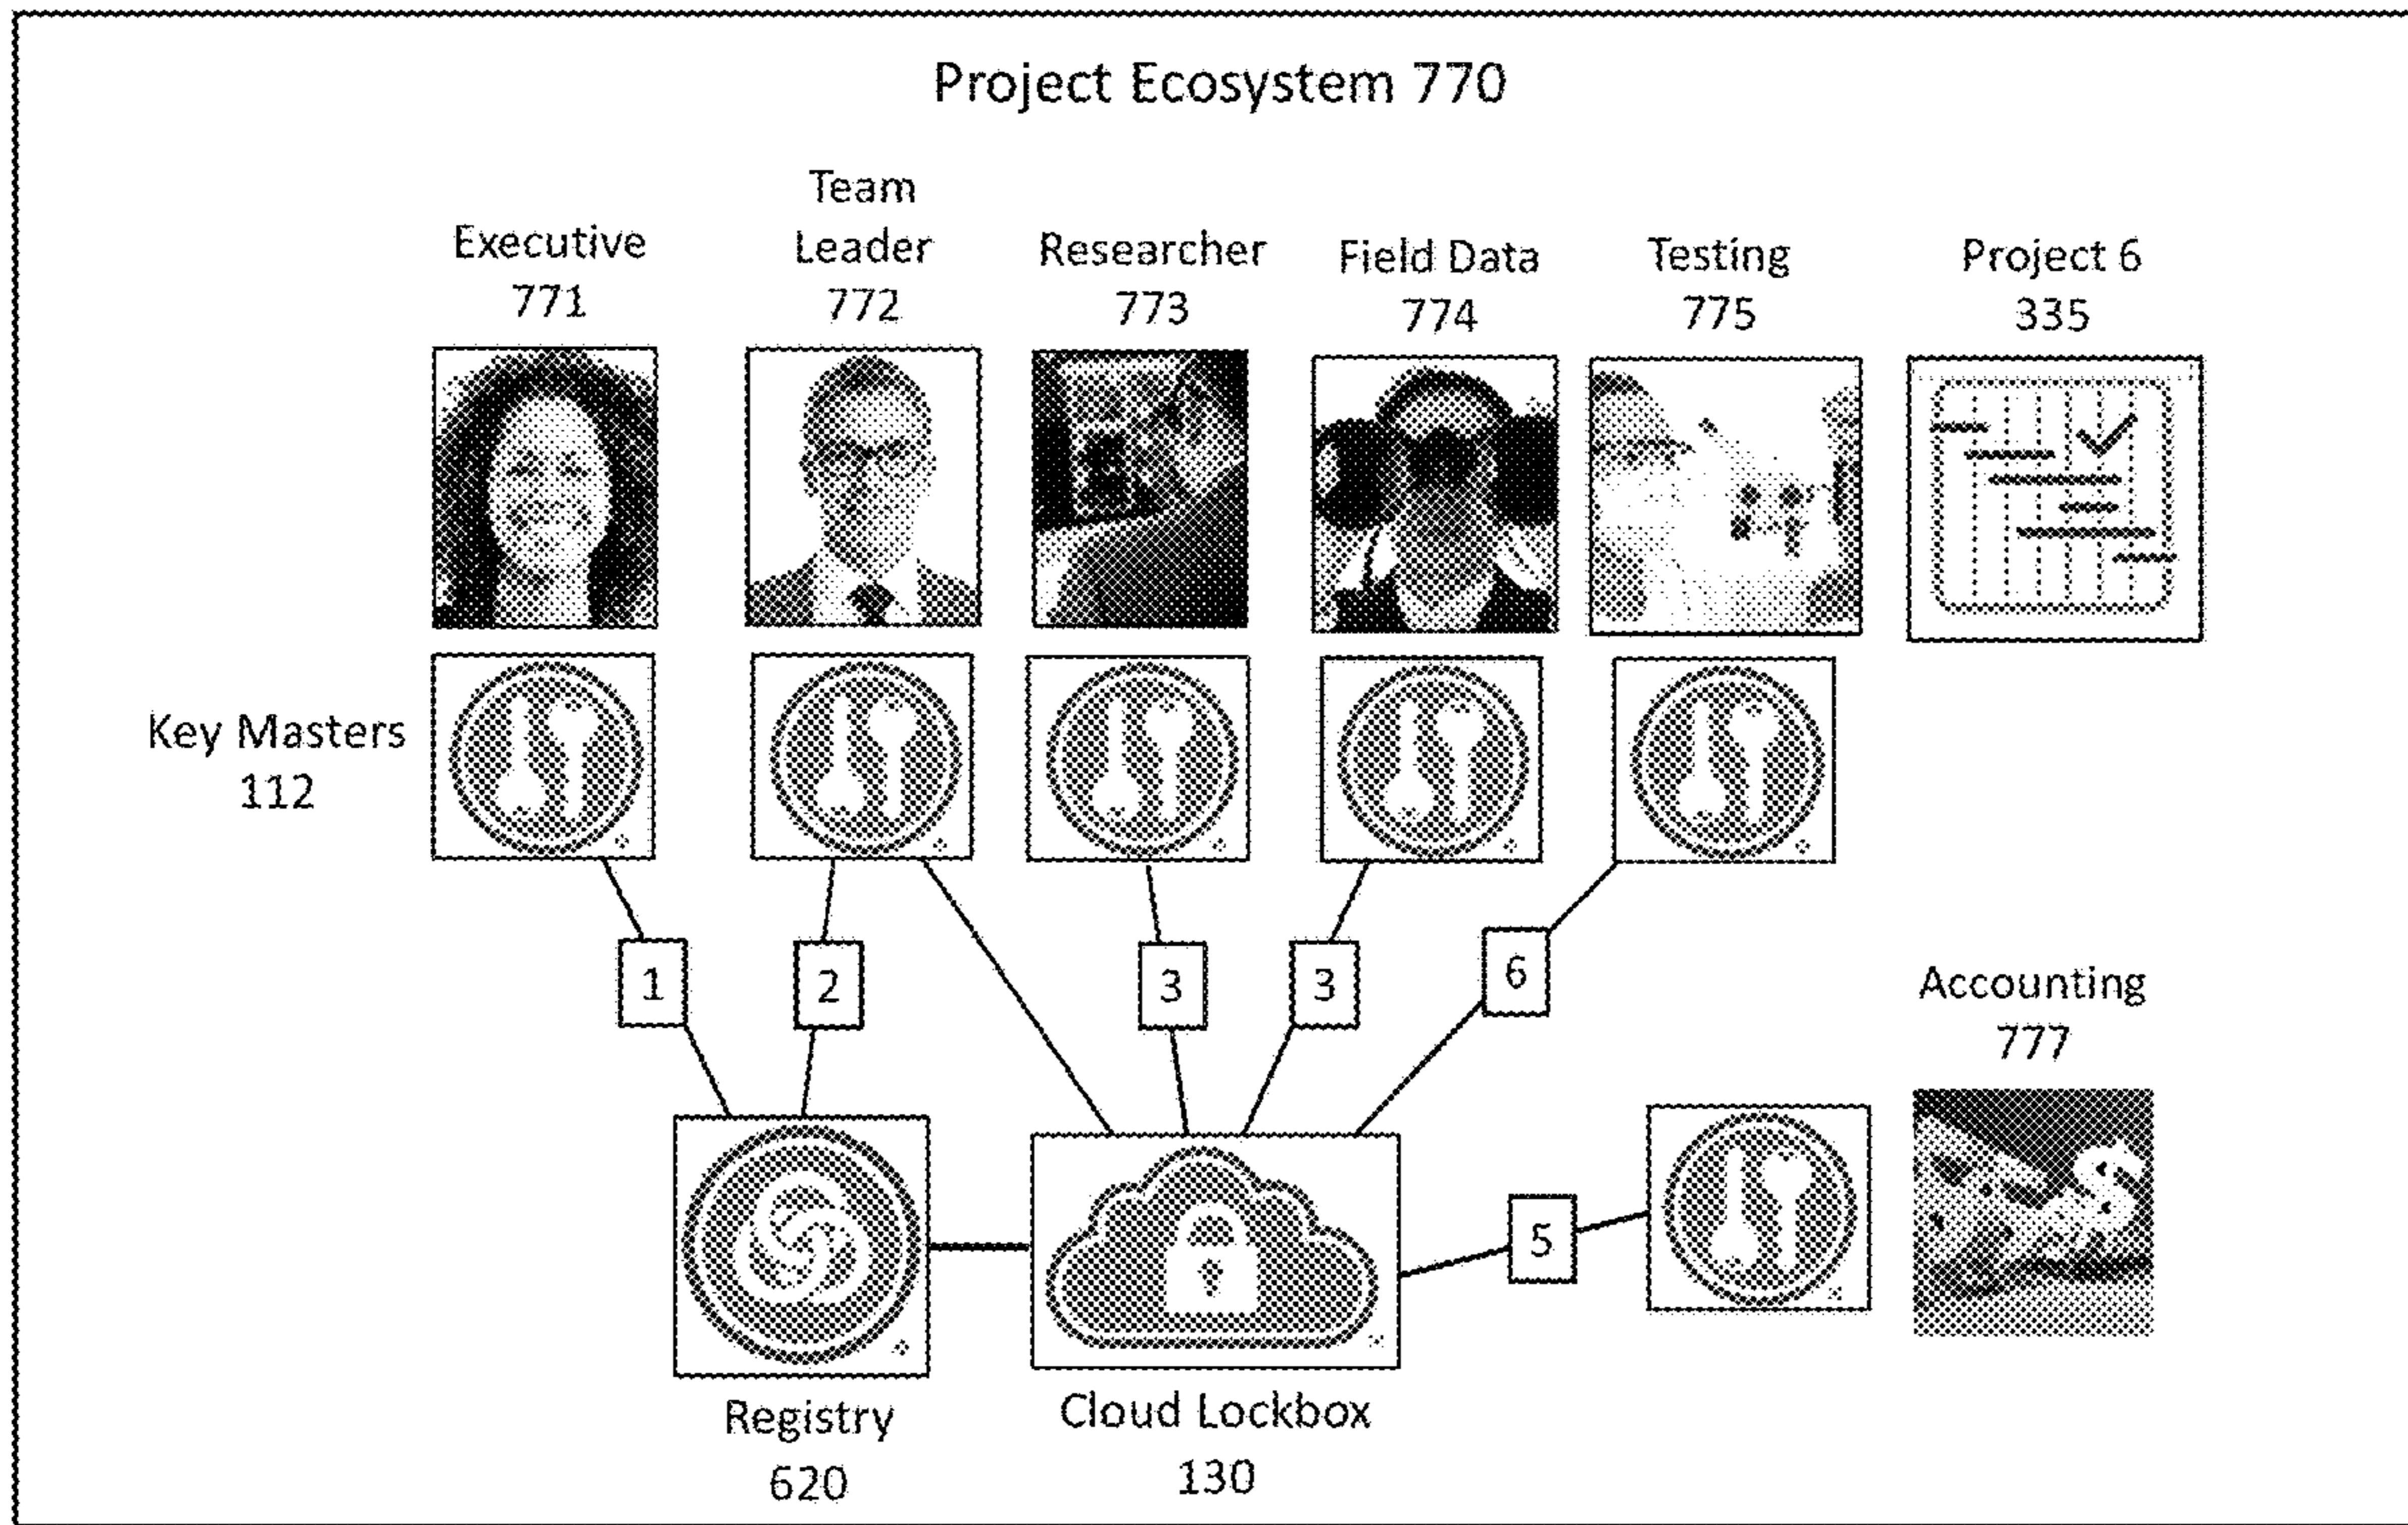 Project Ecosystem 770
Executive
771
Team
Leader
772
Researcher
773
Field Data
774
Testing
775
Project 6
335
Key Masters
112
1
2
3
3
6
Accounting
777
5
Registry
620
Cloud Lockbox
130